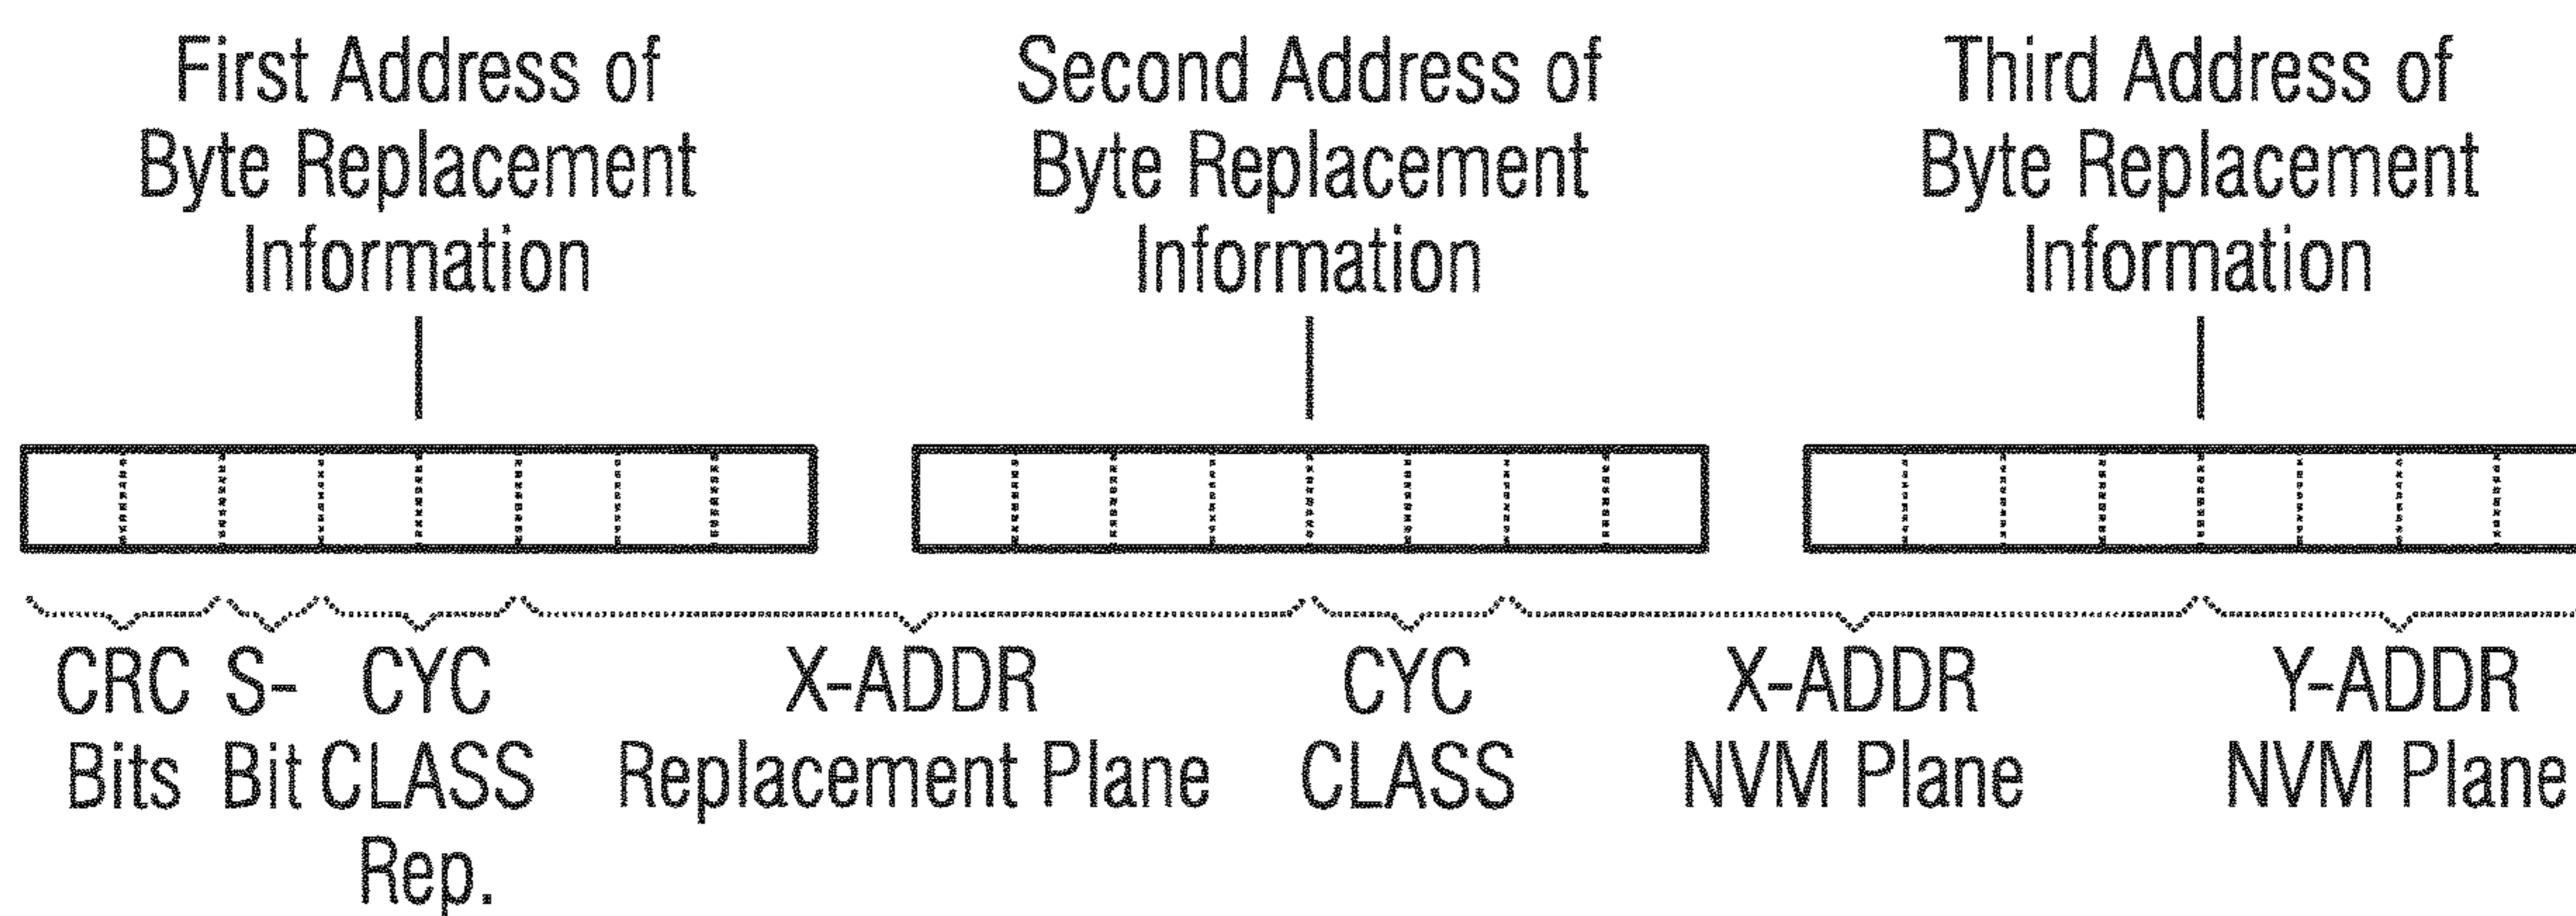 First Address of
Byte Replacement
Information
Second Address of
Byte Replacement
Information
Third Address of
Byte Replacement
Information
CRC
Bits
S-
Bit
CYC
CLASS
Rep.
X-ADDR
Replacement Plane
CYC
CLASS
X-ADDR
NVM Plane
Y-ADDR
NVM Plane